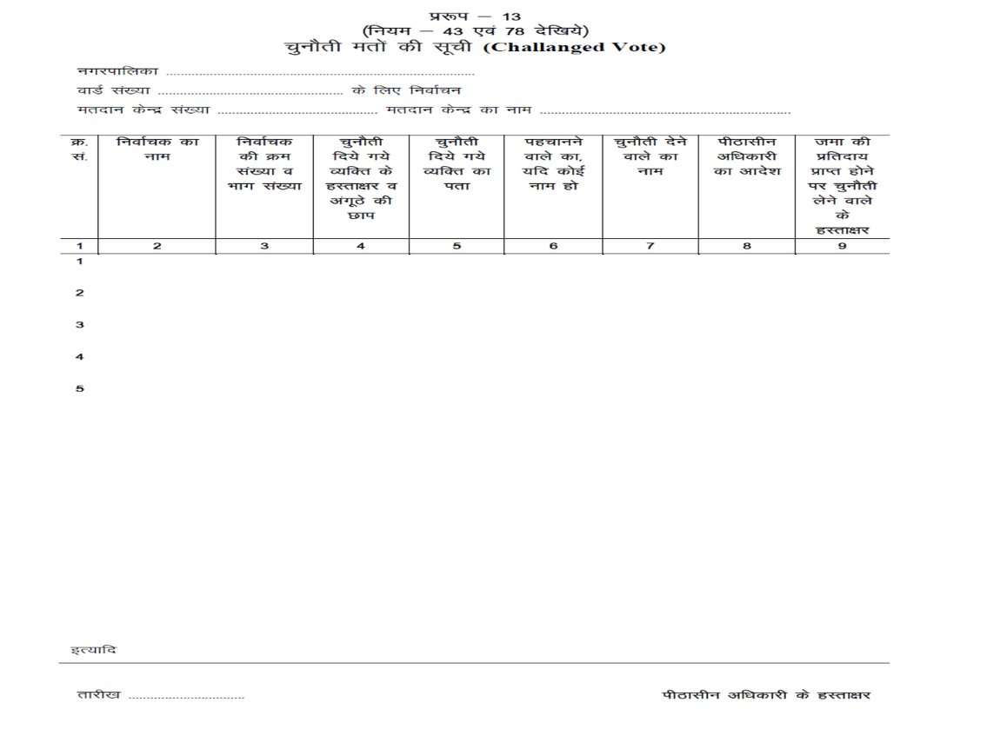 प्ररूप – 13
(नियम – 43 एवं 78 देखिये)
चुनौती मतों की सूची (Challanged Vote)
नगरपालिका ....................................................................................
वार्ड संख्या .................................................. के लिए निर्वाचन
मतदान केन्द्र संख्या ........................................... मतदान केन्द्र का नाम ....................................................................
क्र. सं.
निर्वाचक का नाम
निर्वाचक की क्रम संख्या व भाग संख्या
चुनौती दिये गये व्यक्ति के हस्ताक्षर व अंगूठे की छाप
चुनौती दिये गये व्यक्ति का पता
पहचानने वाले का, यदि कोई नाम हो
चुनौती देने वाले का नाम
पीठासीन अधिकारी का आदेश
जमा की प्रतिदाय प्राप्त होने पर चुनौती लेने वाले के हस्ताक्षर
1 2 3 4 5 6 7 8 9
1
2
3
4
5
इत्यादि
तारीख ................................ पीठासीन अधिकारी के हस्ताक्षर